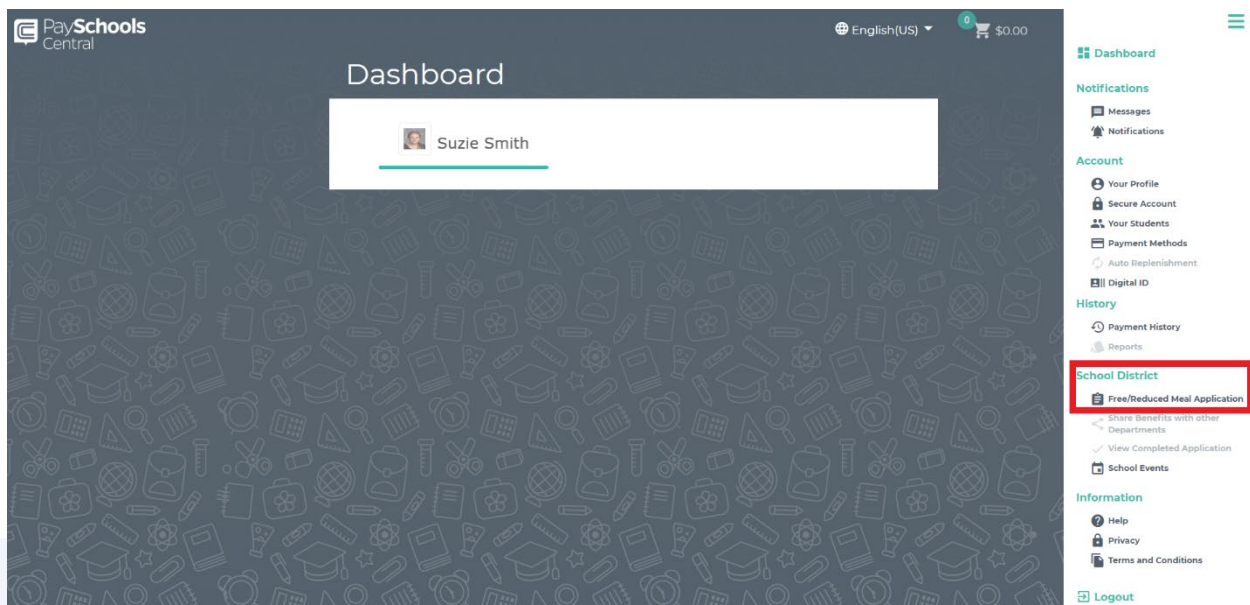 PaySchools
Central
English(US)
0
$0.00
Dashboard
Suzie Smith
Dashboard
Notifications
Messages
Notifications
Account
Your Profile
Secure Account
Your Students
Payment Methods
Auto Replenishment
Digital ID
History
Payment History
Reports
School District
Free/Reduced Meal Application
Share Benefits with other
Departments
View Completed Application
School Events
Information
Help
Privacy
Terms and Conditions
Logout